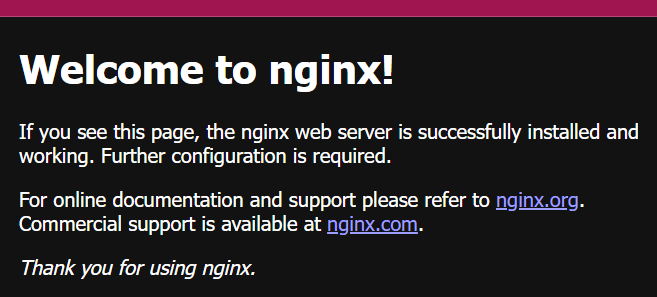 Welcome to nginx!
If you see this page, the nginx web server is successfully installed and
working. Further configuration is required.
For online documentation and support please refer to nginx.org.
Commercial support is available at nginx.com.
Thank you for using nginx.